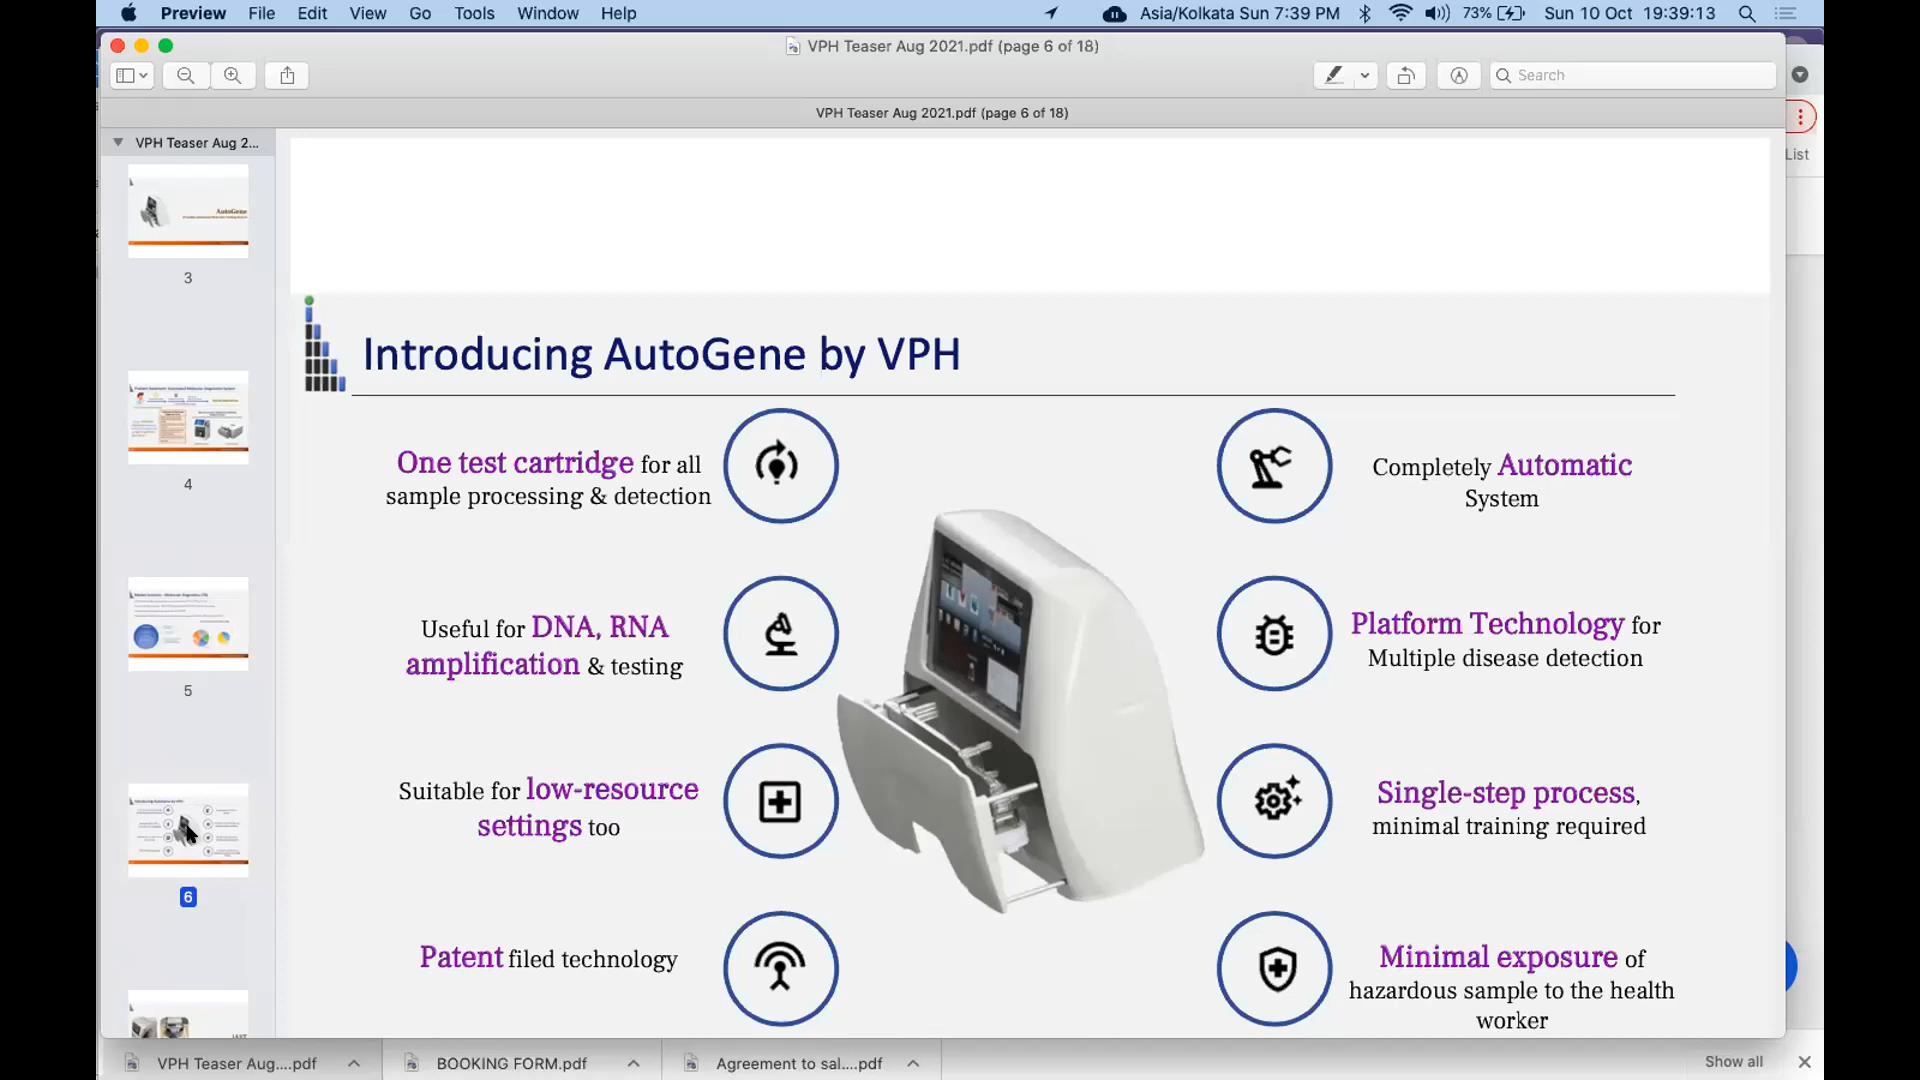 Preview File Edit View Go Tools Window Help Asia/Kolkata Sun 7:39 PM 73% Sun 10 Oct 19:39:13
VPH Teaser Aug 2021.pdf (page 6 of 18)
Search
VPH Teaser Aug 2021.pdf (page 6 of 18)
VPH Teaser Aug 2...
List
AutoGene
3
4
5
6
Introducing AutoGene by VPH
One test cartridge for all
sample processing & detection
Completely Automatic
System
Useful for DNA, RNA
amplification & testing
Platform Technology for
Multiple disease detection
Suitable for low-resource
settings too
Single-step process,
minimal training required
Patent filed technology
Minimal exposure of
hazardous sample to the health
worker
VPH Teaser Aug....pdf BOOKING FORM.pdf Agreement to sal....pdf Show all